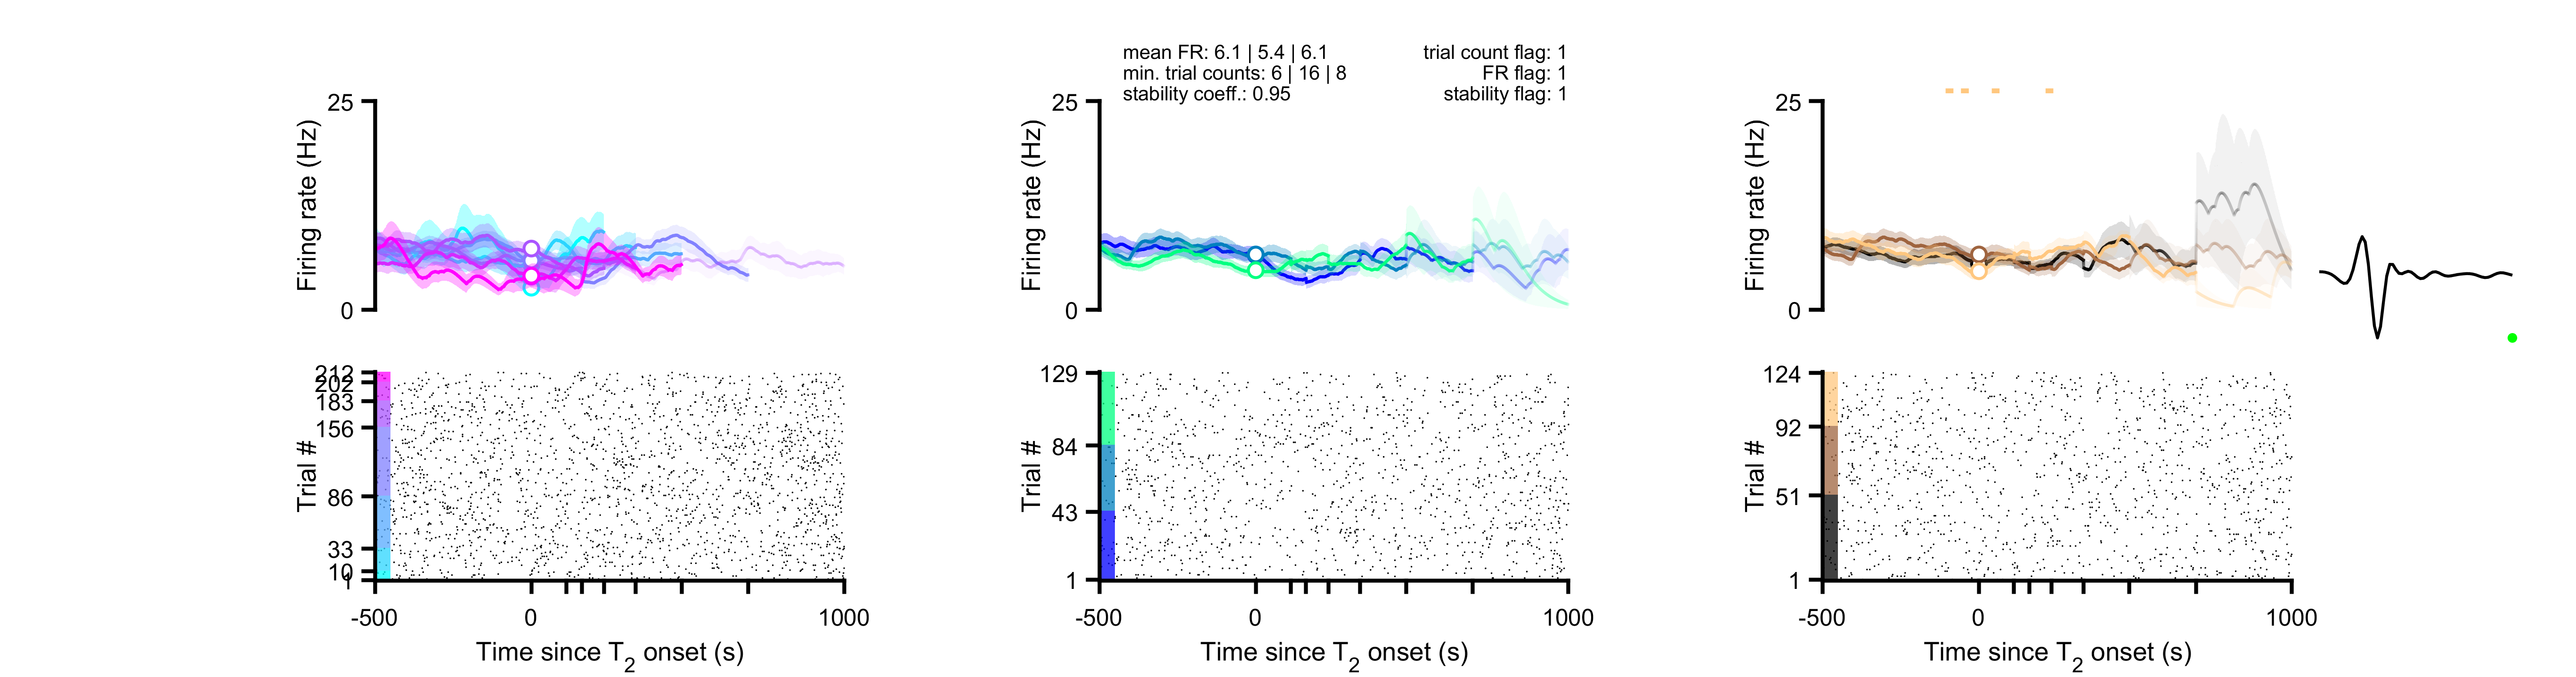 mean FR: 6.1 | 5.4 | 6.1
min. trial counts: 6 | 16 | 8
stability coeff.: 0.95
trial count flag: 1
FR flag: 1
stability flag: 1
25
Firing rate (Hz)
0
25
Firing rate (Hz)
0
25
Firing rate (Hz)
0
212
202
183
156
86
33
10
1
Trial #
-500
0
1000
Time since T2 onset (s)
129
84
43
1
Trial #
-500
0
1000
Time since T2 onset (s)
124
92
51
1
Trial #
-500
0
1000
Time since T2 onset (s)